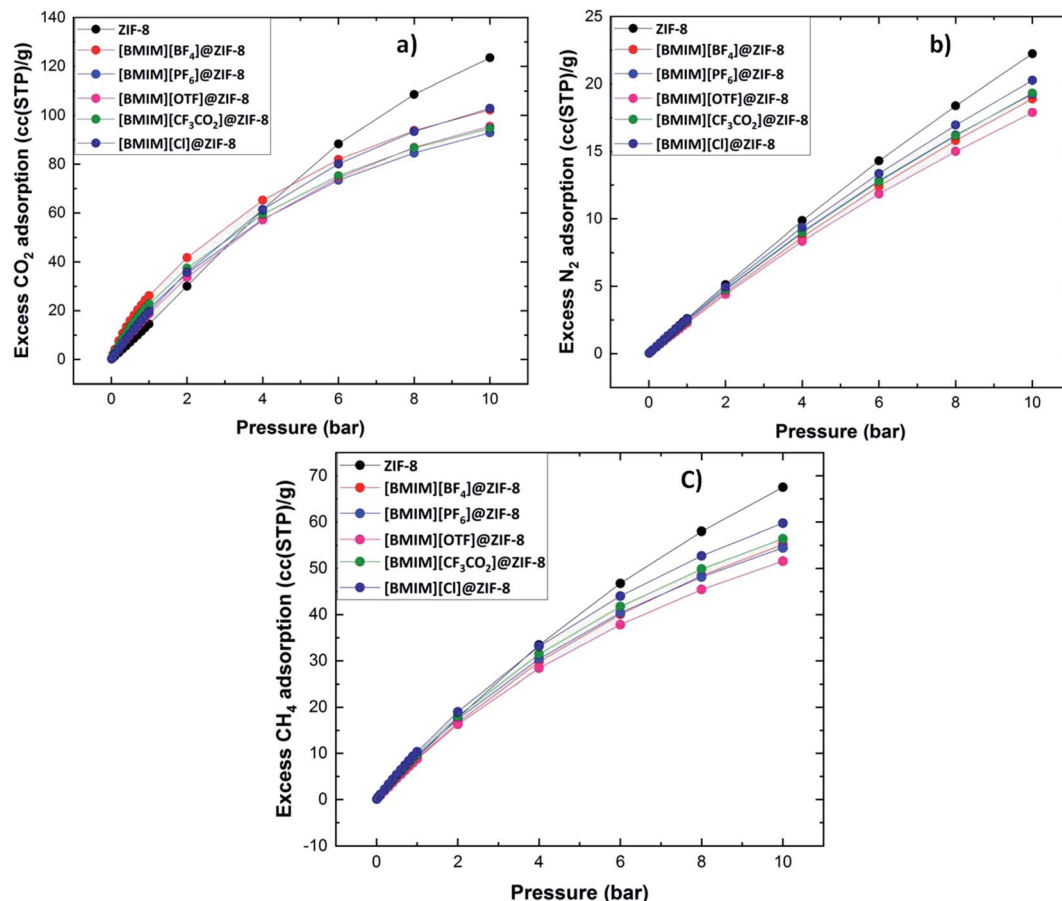 a)
ZIF-8
[BMIM][BF₄]@ZIF-8
[BMIM][PF₆]@ZIF-8
[BMIM][OTF]@ZIF-8
[BMIM][CF₃CO₂]@ZIF-8
[BMIM][Cl]@ZIF-8
Excess CO₂ adsorption (cc(STP)/g)
140
120
100
80
60
40
20
0
0 2 4 6 8 10
Pressure (bar)
b)
ZIF-8
[BMIM][BF₄]@ZIF-8
[BMIM][PF₆]@ZIF-8
[BMIM][OTF]@ZIF-8
[BMIM][CF₃CO₂]@ZIF-8
[BMIM][Cl]@ZIF-8
Excess N₂ adsorption (cc(STP)/g)
25
20
15
10
5
0
0 2 4 6 8 10
Pressure (bar)
C)
ZIF-8
[BMIM][BF₄]@ZIF-8
[BMIM][PF₆]@ZIF-8
[BMIM][OTF]@ZIF-8
[BMIM][CF₃CO₂]@ZIF-8
[BMIM][Cl]@ZIF-8
Excess CH₄ adsorption (cc(STP)/g)
70
60
50
40
30
20
10
0
-10
0 2 4 6 8 10
Pressure (bar)